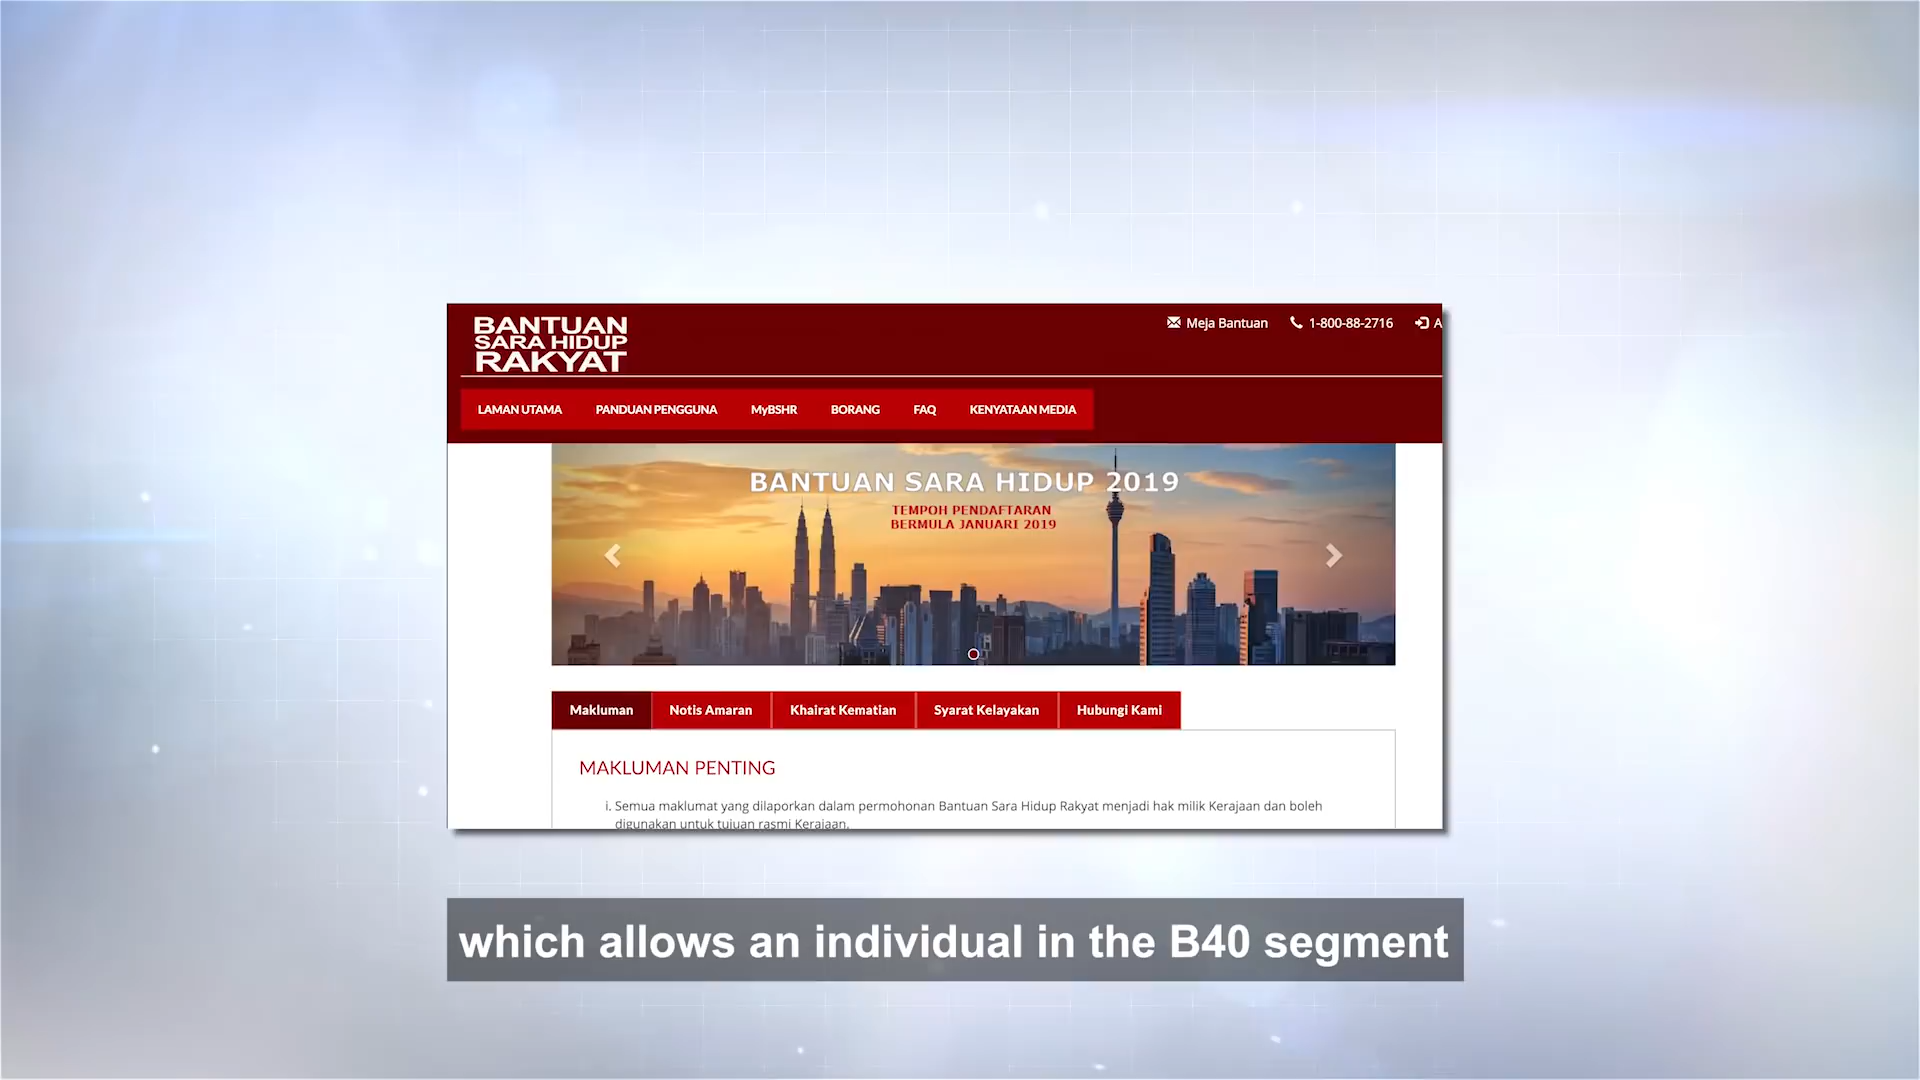 BANTUAN
SARA HIDUP
RAKYAT
Meja Bantuan 1-800-88-2716 A
LAMAN UTAMA PANDUAN PENGGUNA MyBSHR BORANG FAQ KENYATAAN MEDIA
BANTUAN SARA HIDUP 2019
TEMPOH PENDAFTARAN
BERMULA JANUARI 2019
Makluman Notis Amaran Khairat Kematian Syarat Kelayakan Hubungi Kami
MAKLUMAN PENTING
i. Semua maklumat yang dilaporkan dalam permohonan Bantuan Sara Hidup Rakyat menjadi hak milik Kerajaan dan boleh
digunakan untuk tujuan rasmi Kerajaan.
which allows an individual in the B40 segment